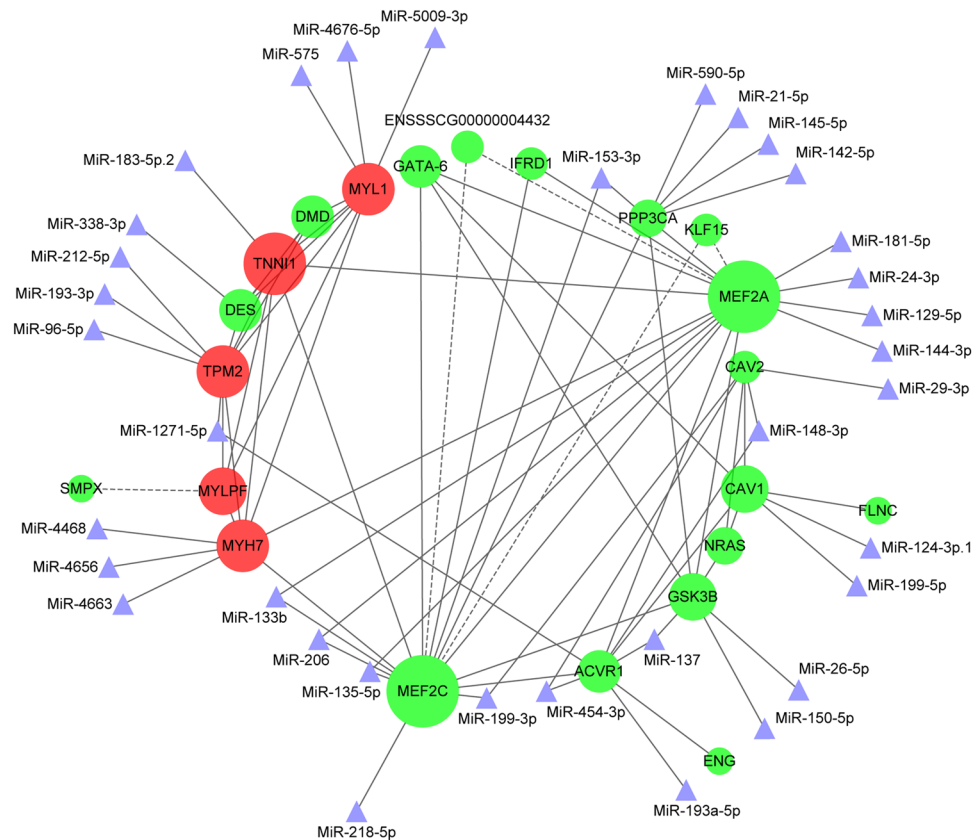 MiR-5009-3p
MiR-4676-5p
MiR-575
MiR-590-5p
MiR-21-5p
ENSSSCG00000004432
MiR-145-5p
MiR-183-5p.2
GATA-6
IFRD1
MiR-153-3p
MiR-142-5p
MYL1
DMD
PPP3CA
MiR-338-3p
KLF15
MiR-181-5p
MiR-212-5p
TNNI1
MiR-24-3p
MiR-193-3p
DES
MEF2A
MiR-129-5p
MiR-96-5p
MiR-144-3p
TPM2
CAV2
MiR-29-3p
MiR-1271-5p
MiR-148-3p
SMPX
MYLPF
CAV1
FLNC
MiR-4468
MYH7
NRAS
MiR-124-3p.1
MiR-4656
MiR-199-5p
MiR-4663
MiR-133b
GSK3B
MiR-206
MiR-137
MiR-26-5p
MiR-135-5p
MEF2C
ACVR1
MiR-199-3p
MiR-454-3p
MiR-150-5p
ENG
MiR-193a-5p
MiR-218-5p